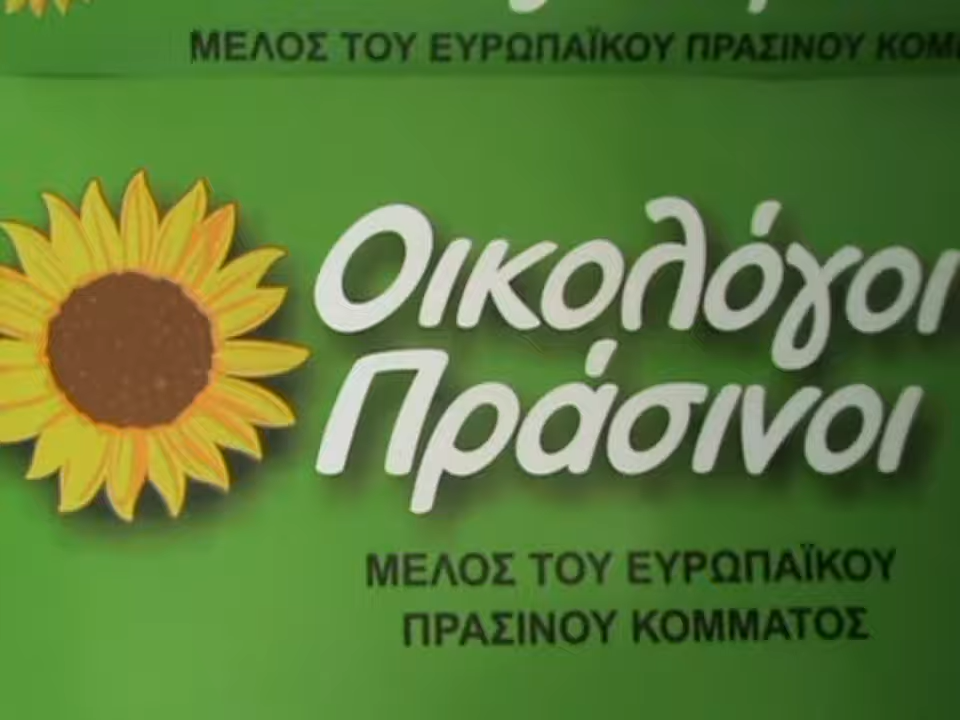 ΜΕΛΟΣ ΤΟΥ ΕΥΡΩΠΑΪΚΟΥ ΠΡΑΣΙΝΟΥ
Οικολόγοι
Πράσινοι
ΜΕΛΟΣ ΤΟΥ ΕΥΡΩΠΑΪΚΟΥ
ΠΡΑΣΙΝΟΥ ΚΟΜΜΑΤΟΣ